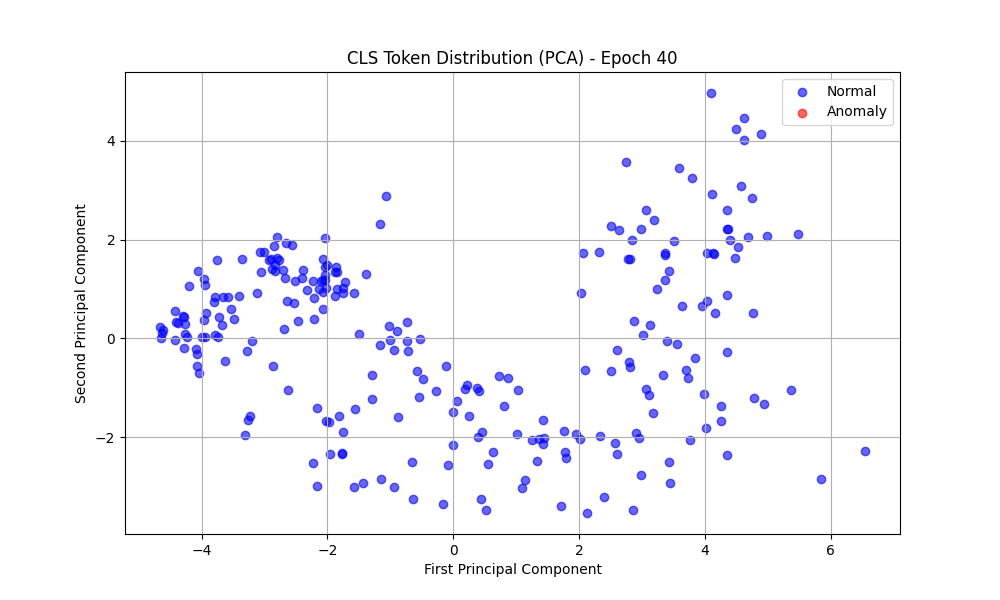 CLS Token Distribution (PCA) - Epoch 40
Normal
Anomaly
Second Principal Component
4
2
0
−2
−4 −2 0 2 4 6
First Principal Component